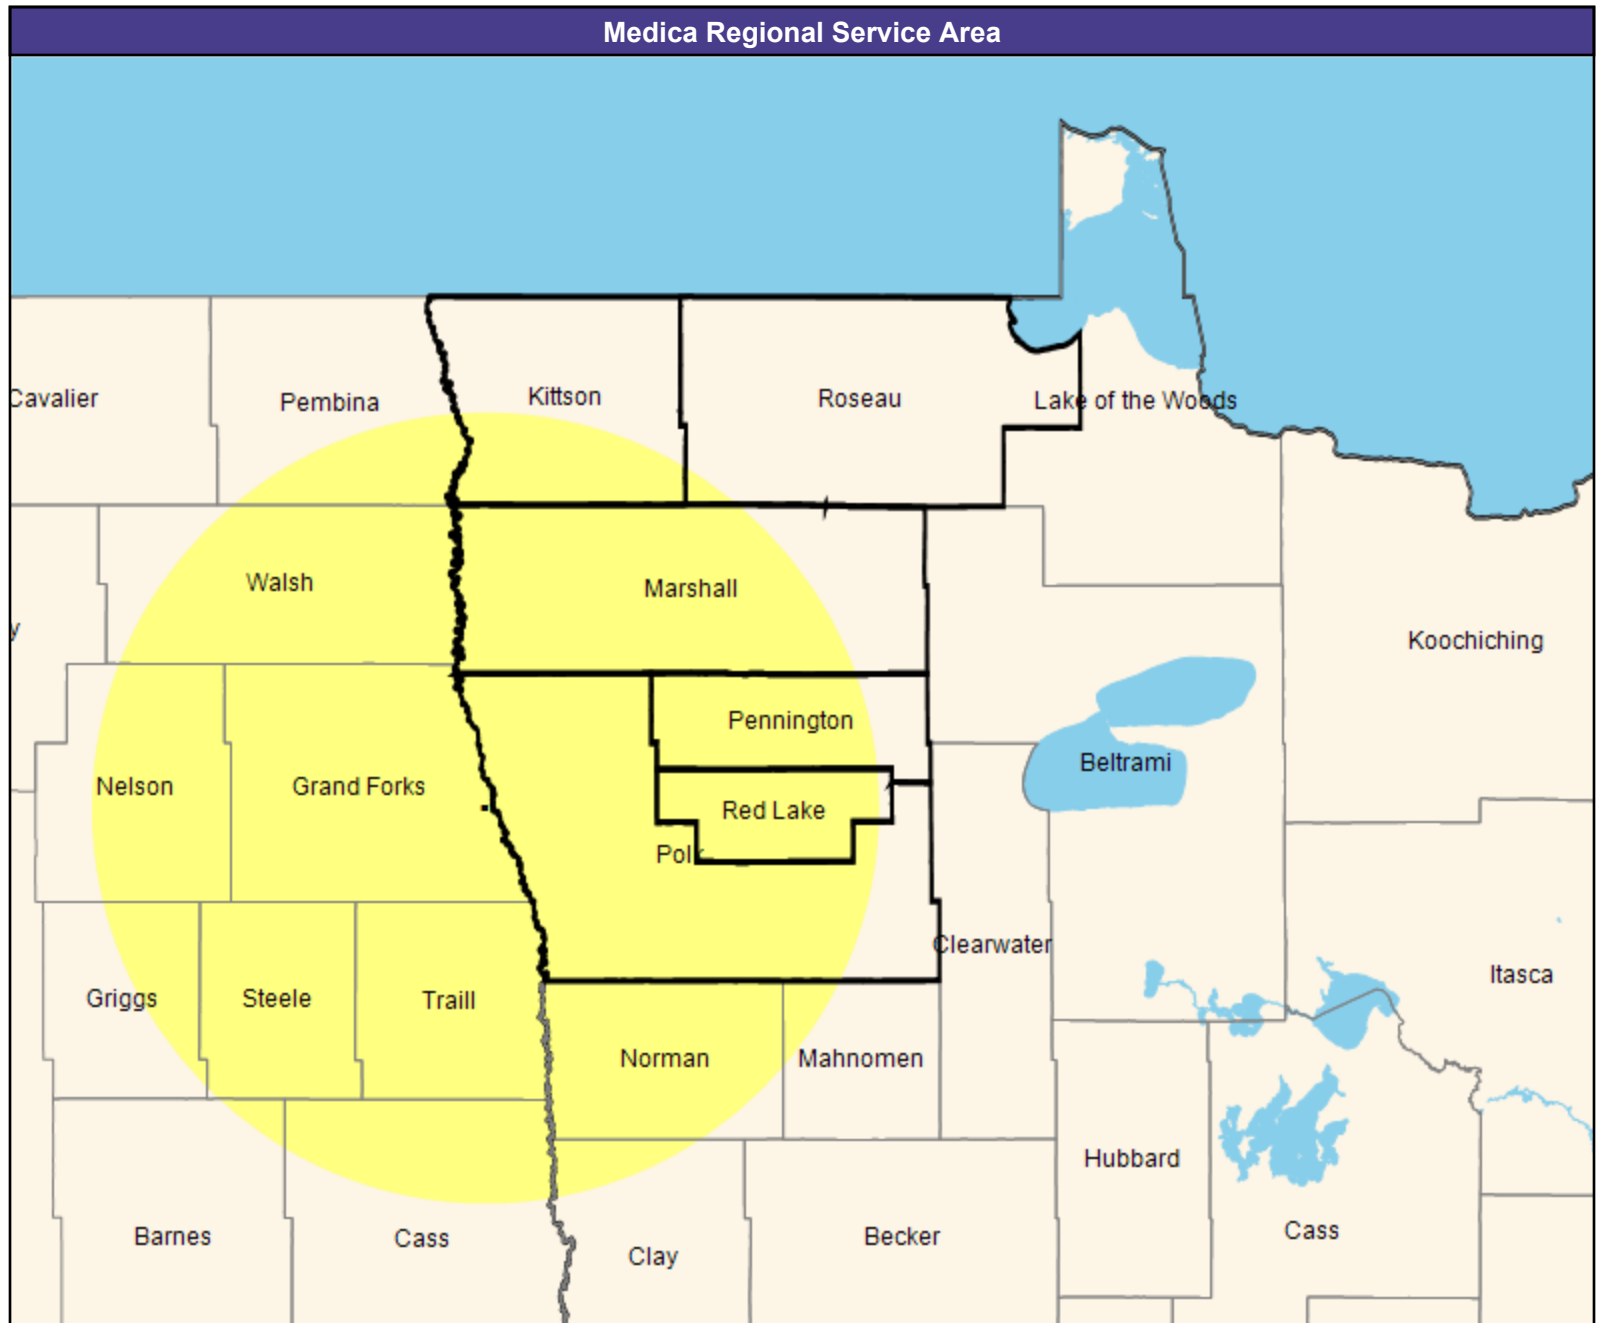 Medica Regional Service Area
Cavalier
Pembina
Kittson
Roseau
Lake of the Woods
Walsh
Marshall
y
Koochiching
Pennington
Beltrami
Nelson
Grand Forks
Red Lake
Polk
Clearwater
Griggs
Steele
Traill
Itasca
Norman
Mahnomen
Hubbard
Barnes
Cass
Clay
Becker
Cass